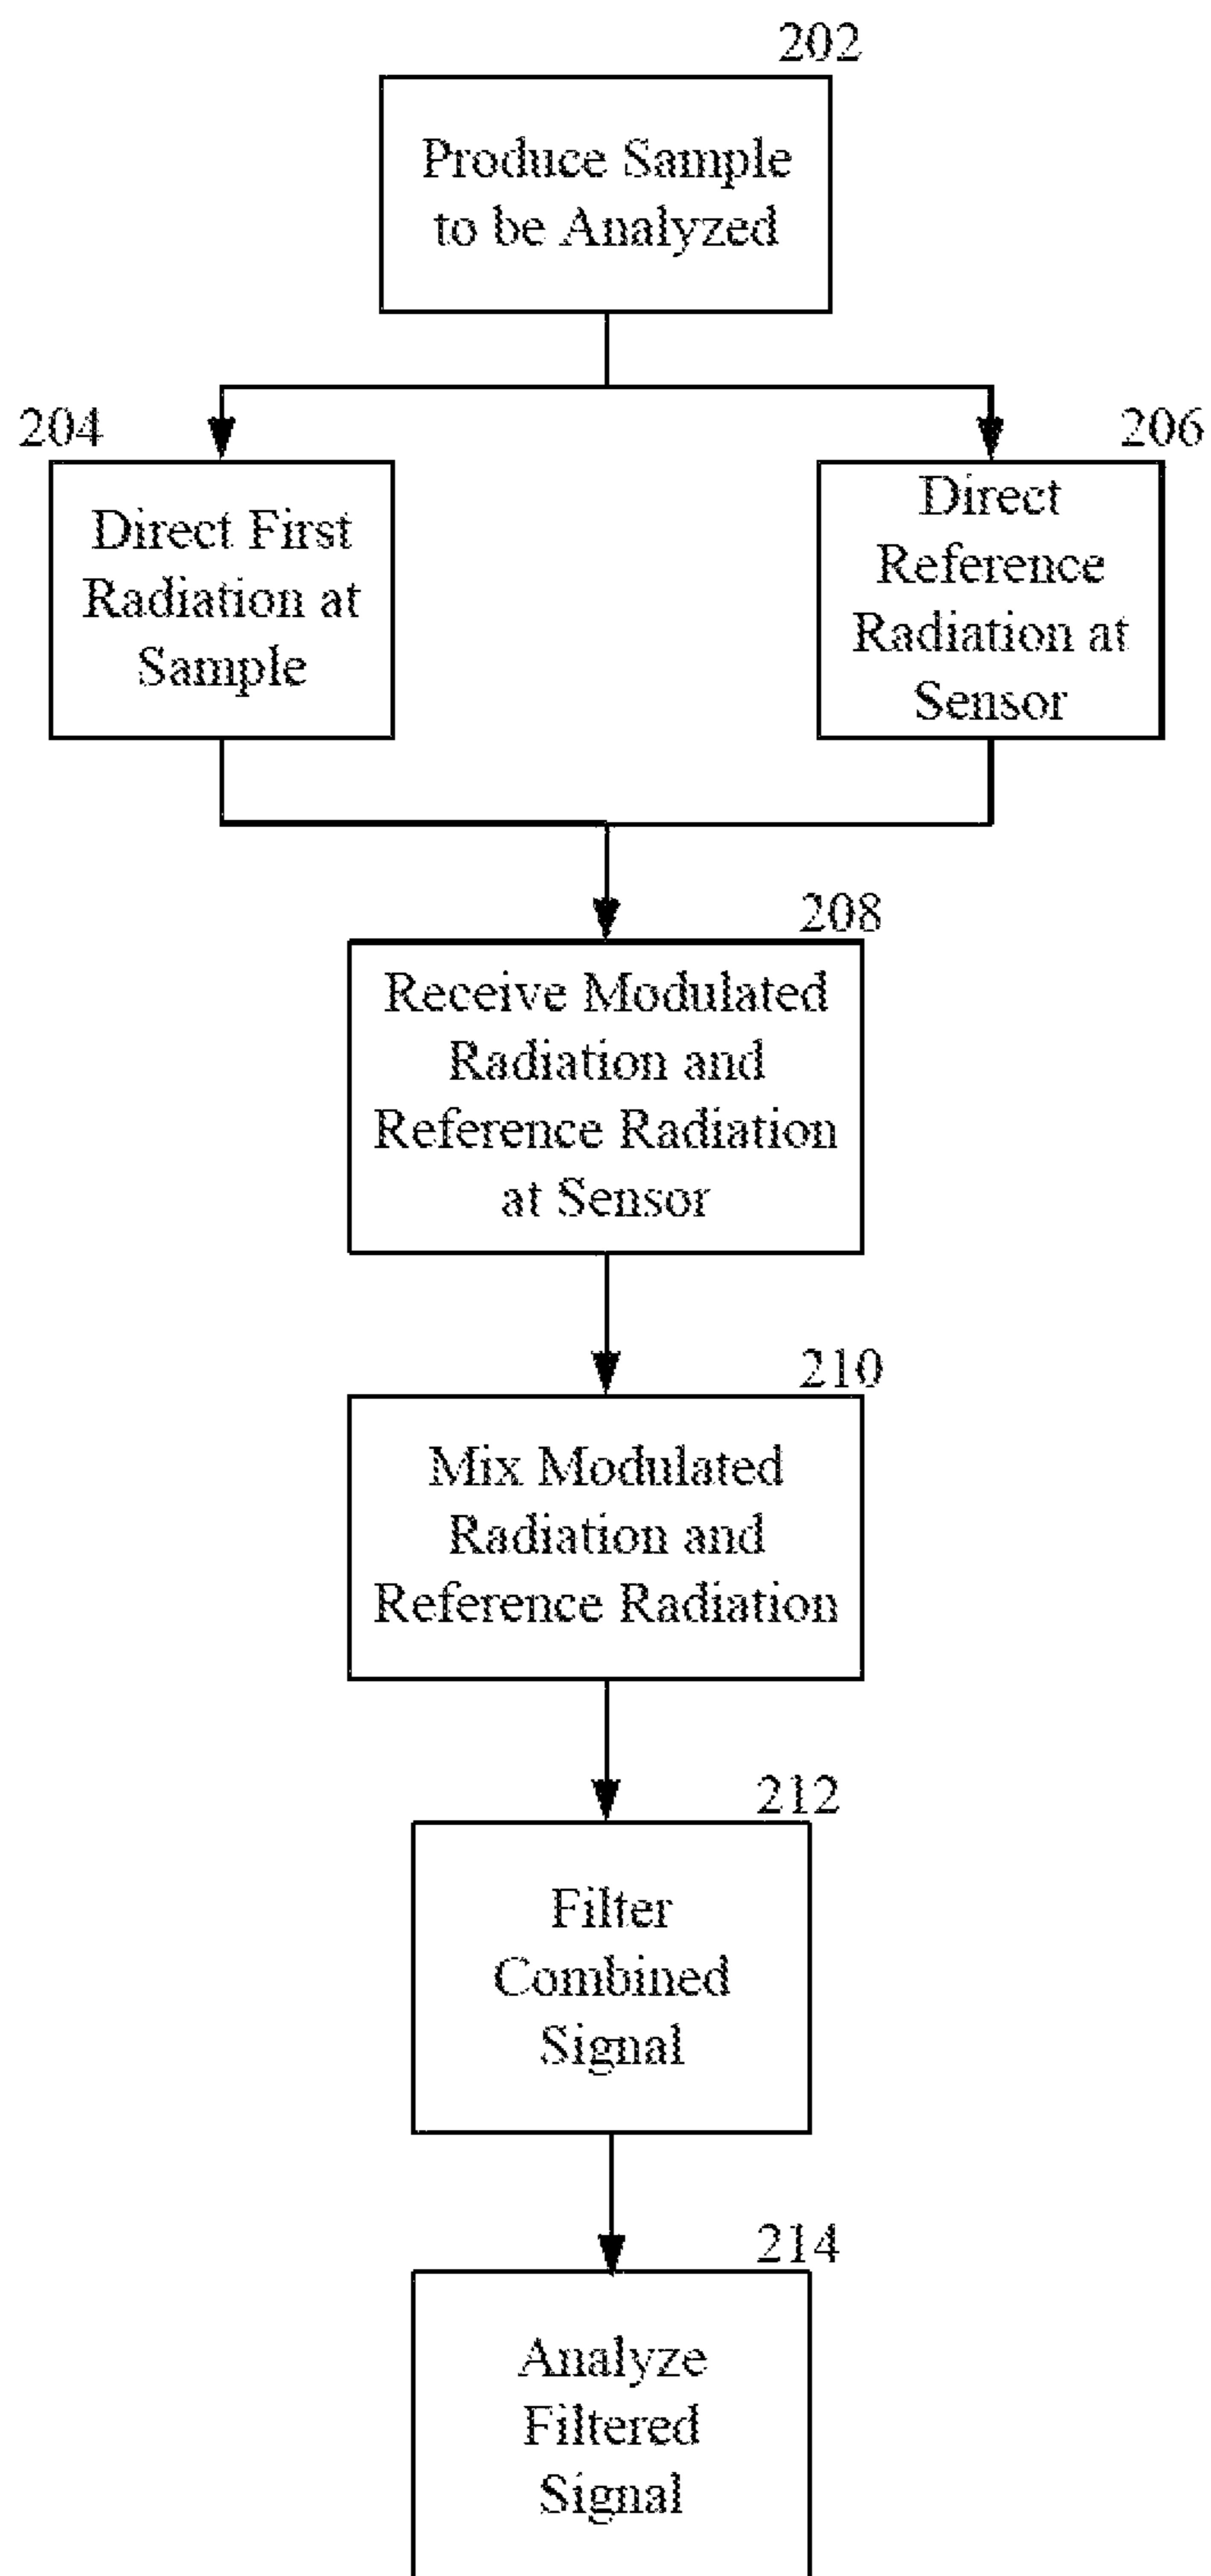 202
Produce Sample
to be Analyzed
204
Direct First
Radiation at
Sample
206
Direct
Reference
Radiation at
Sensor
208
Receive Modulated
Radiation and
Reference Radiation
at Sensor
210
Mix Modulated
Radiation and
Reference Radiation
212
Filter
Combined
Signal
214
Analyze
Filtered
Signal